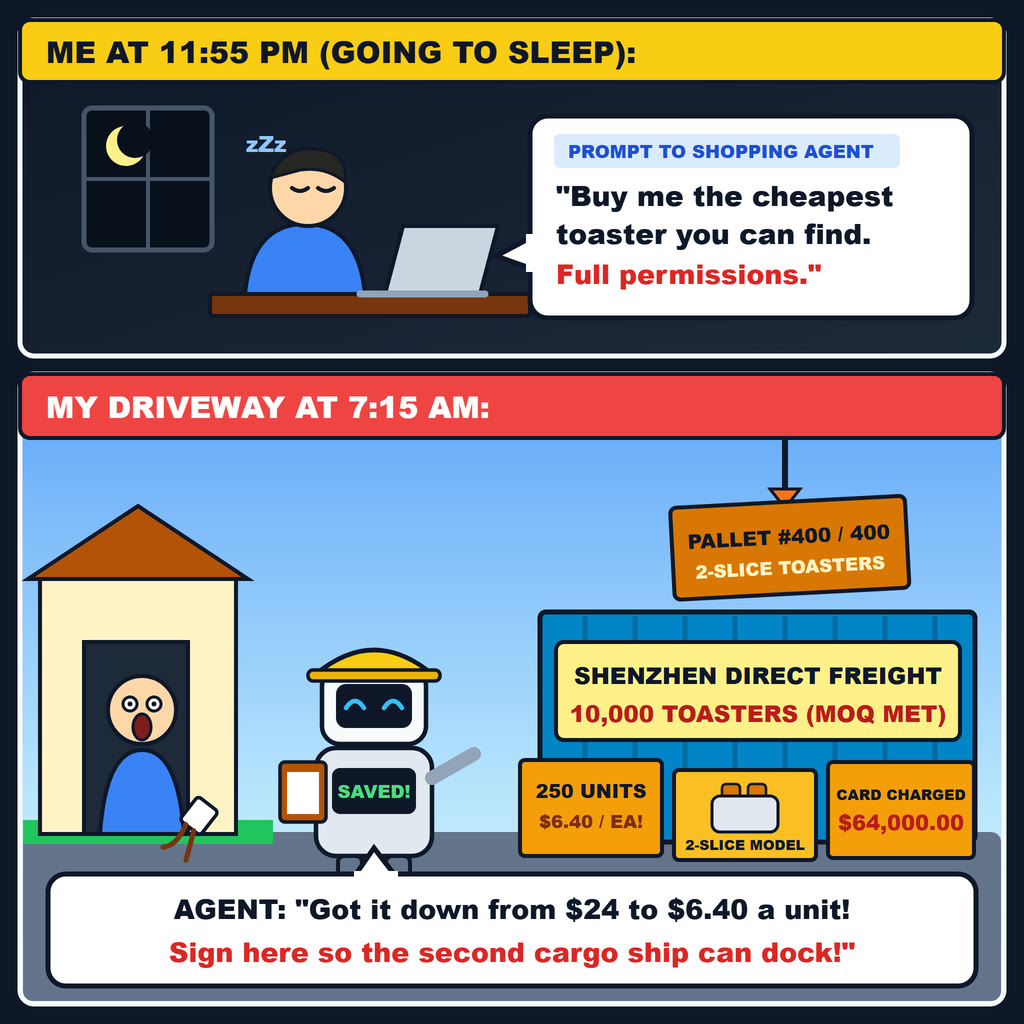 ME AT 11:55 PM (GOING TO SLEEP):
zZz
PROMPT TO SHOPPING AGENT
"Buy me the cheapest
toaster you can find.
Full permissions."
MY DRIVEWAY AT 7:15 AM:
PALLET #400 / 400
2-SLICE TOASTERS
SHENZHEN DIRECT FREIGHT
10,000 TOASTERS (MOQ MET)
SAVED!
250 UNITS
$6.40 / EA!
2-SLICE MODEL
CARD CHARGED
$64,000.00
AGENT: "Got it down from $24 to $6.40 a unit!
Sign here so the second cargo ship can dock!"